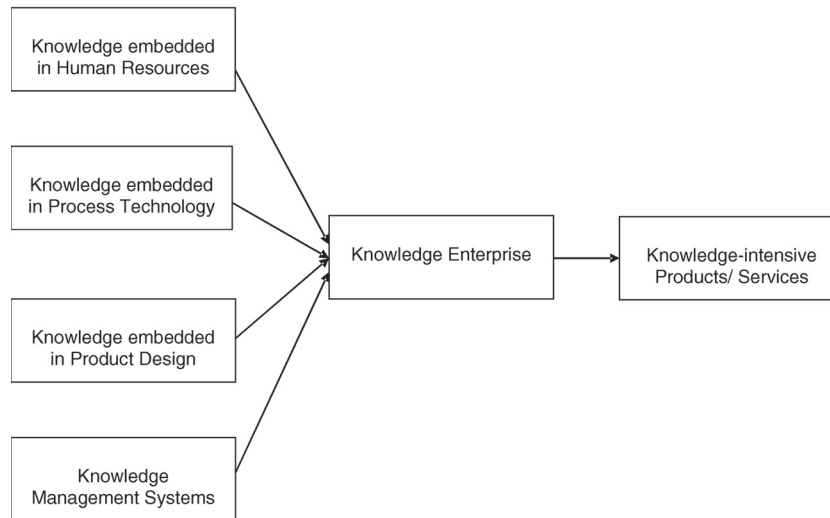 Knowledge embedded
in Human Resources
Knowledge embedded
in Process Technology
Knowledge embedded
in Product Design
Knowledge
Management Systems
Knowledge Enterprise
Knowledge-intensive
Products/ Services